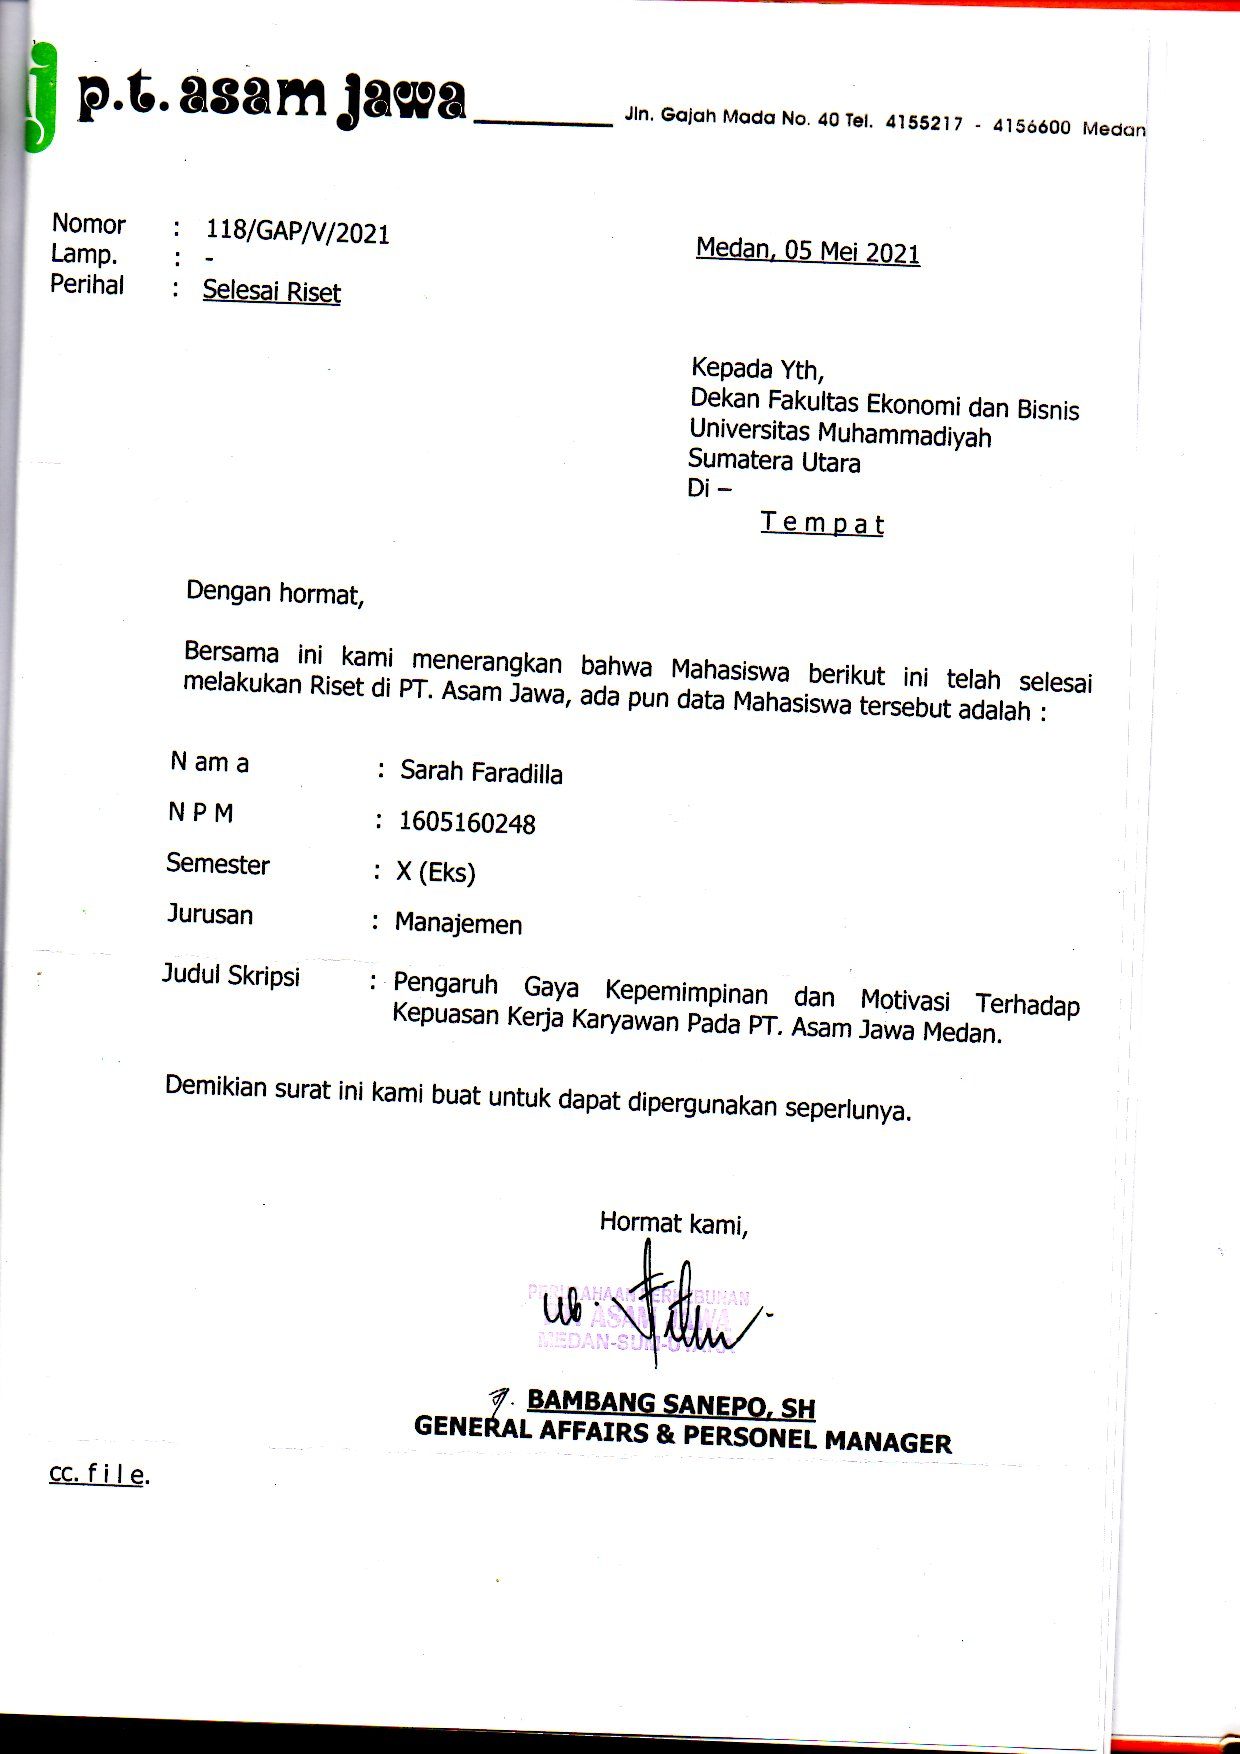 p.t. asam jawa
Jln. Gajah Mada No. 40 Tel. 4155217 - 4156600 Medan
Nomor : 118/GAP/V/2021
Lamp. : -
Perihal : Selesai Riset
Medan, 05 Mei 2021
Kepada Yth,
Dekan Fakultas Ekonomi dan Bisnis
Universitas Muhammadiyah
Sumatera Utara
Di –
T e m p a t
Dengan hormat,
Bersama ini kami menerangkan bahwa Mahasiswa berikut ini telah selesai
melakukan Riset di PT. Asam Jawa, ada pun data Mahasiswa tersebut adalah :
N am a : Sarah Faradilla
N P M : 1605160248
Semester : X (Eks)
Jurusan : Manajemen
Judul Skripsi : Pengaruh Gaya Kepemimpinan dan Motivasi Terhadap
Kepuasan Kerja Karyawan Pada PT. Asam Jawa Medan.
Demikian surat ini kami buat untuk dapat dipergunakan seperlunya.
Hormat kami,
ASAM JAWA
BAMBANG SANEPO, SH
GENERAL AFFAIRS & PERSONEL MANAGER
cc. f i l e.